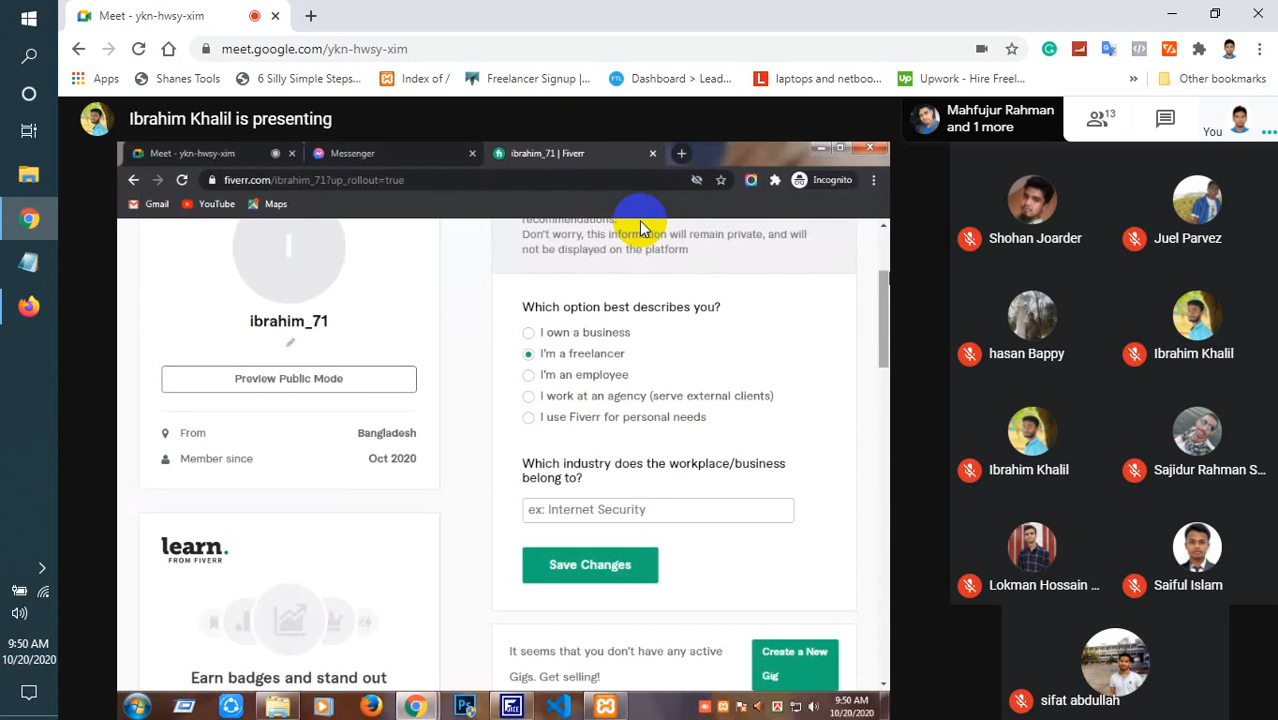 Meet - ykn-hwsy-xim
meet.google.com/ykn-hwsy-xim
Apps
Shanes Tools
6 Silly Simple Steps...
Index of /
Freelancer Signup |...
Dashboard > Lead...
laptops and netboo...
Upwork - Hire Freel...
»
Other bookmarks
Ibrahim Khalil is presenting
Mahfujur Rahman
and 1 more
13
You
Meet - ykn-hwsy-xim
Messenger
ibrahim_71 | Fiverr
fiverr.com/ibrahim_71?up_rollout=true
Incognito
Gmail
YouTube
Maps
recommendations.
Don't worry, this information will remain private, and will
not be displayed on the platform
I
ibrahim_71
Preview Public Mode
From
Bangladesh
Member since
Oct 2020
learn.
FROM FIVERR
Earn badges and stand out
Which option best describes you?
I own a business
I'm a freelancer
I'm an employee
I work at an agency (serve external clients)
I use Fiverr for personal needs
Which industry does the workplace/business
belong to?
ex: Internet Security
Save Changes
It seems that you don't have any active
Gigs. Get selling!
Create a New
Gig
Shohan Joarder
Juel Parvez
hasan Bappy
Ibrahim Khalil
Ibrahim Khalil
Sajidur Rahman S...
Lokman Hossain ...
Saiful Islam
sifat abdullah
9:50 AM
10/20/2020
9:50 AM
10/20/2020